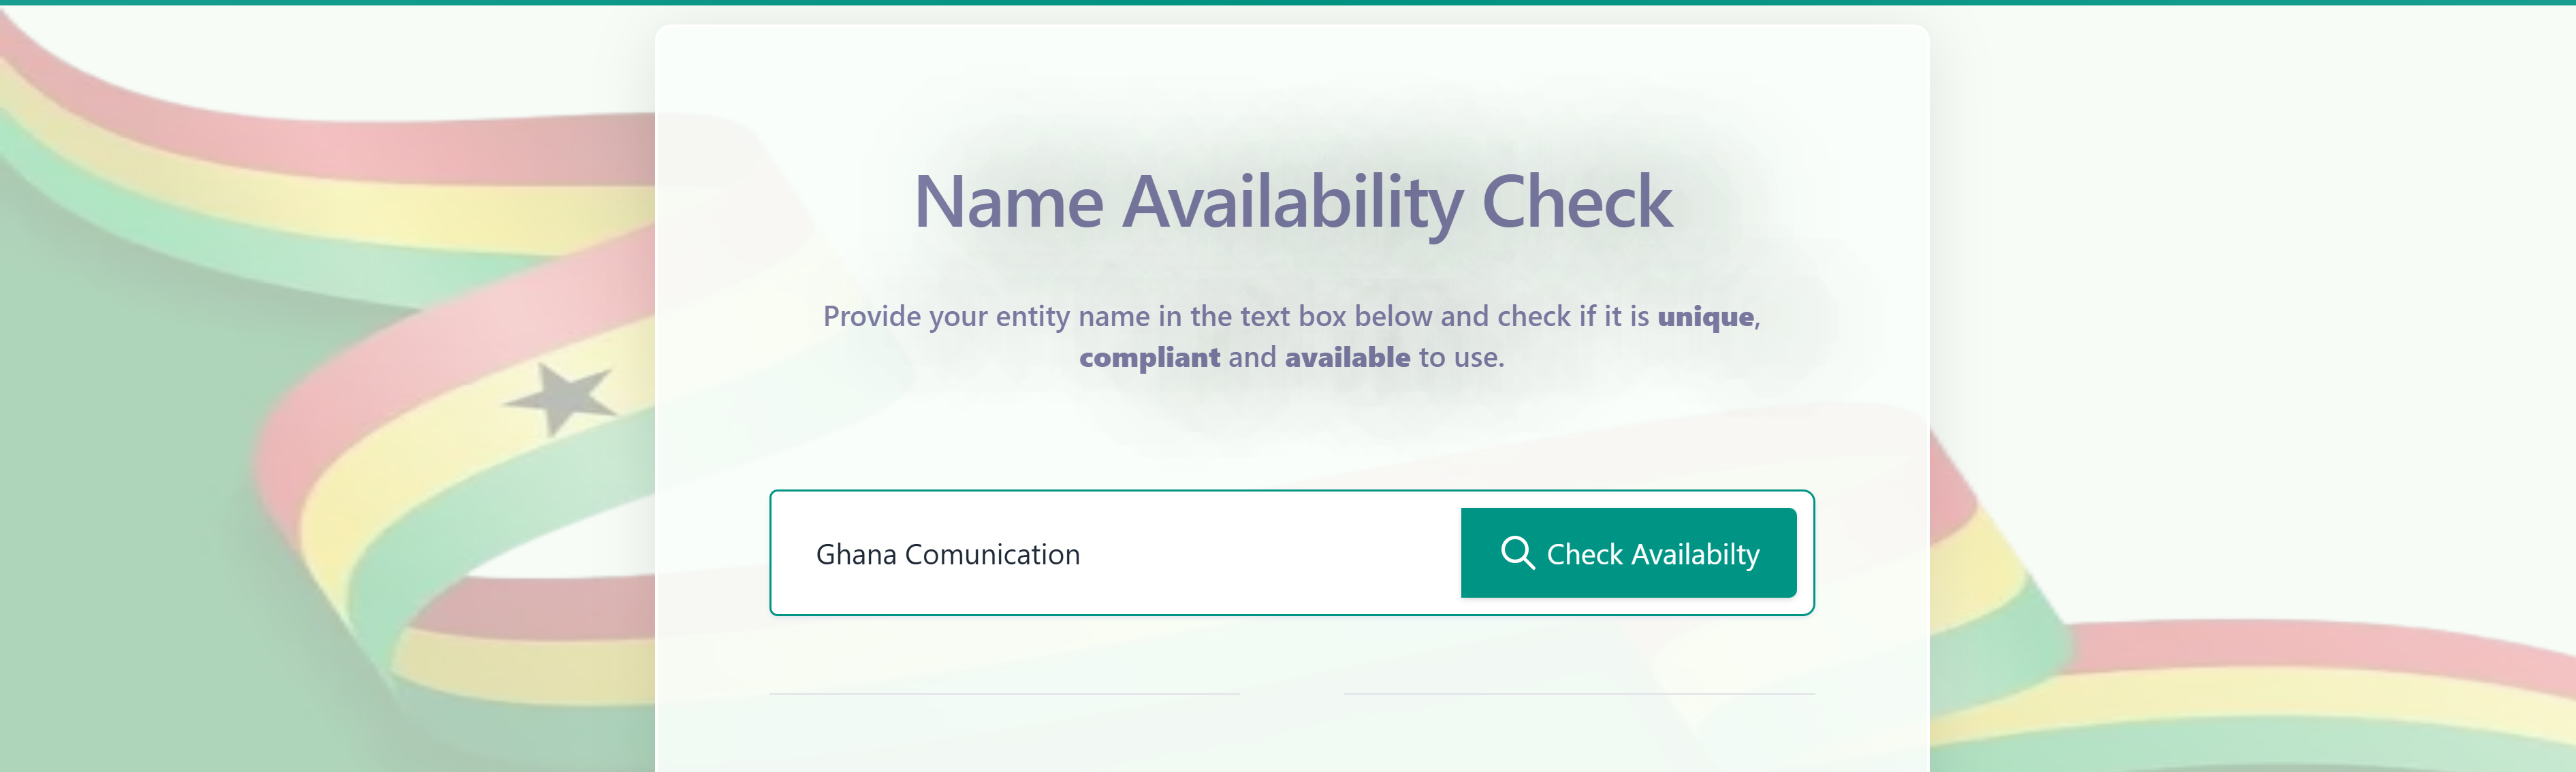 Name Availability Check
Provide your entity name in the text box below and check if it is unique,
compliant and available to use.
Ghana Comunication
Check Availabilty